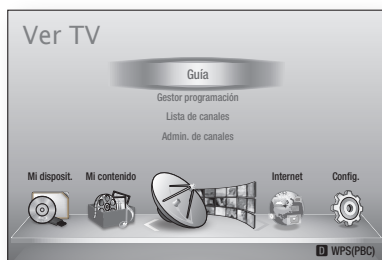 Ver TV
Guía
Gestor programación
Lista de canales
Admin. de canales
Mi disposit. Mi contenido Internet Config.
D WPS(PBC)